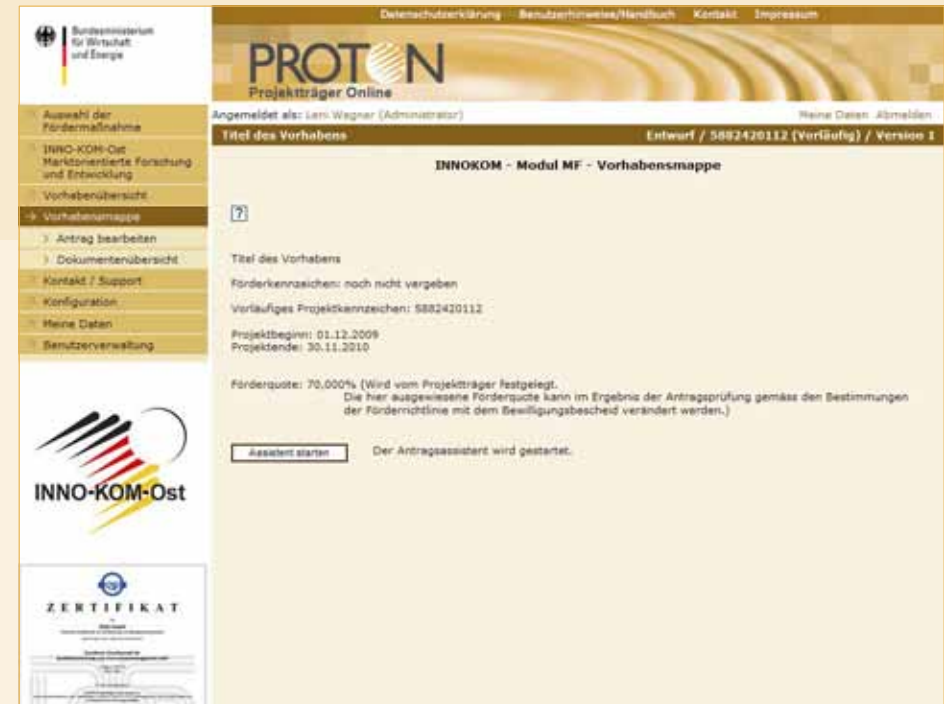 Datenschutzerklärung Benutzerhinweise/Handbuch Kontakt Impressum
Bundesministerium
für Wirtschaft
und Energie
PROTON
Projektträger Online
Angemeldet als: Leni Wagner (Administrator) Meine Daten Abmelden
Titel des Vorhabens Entwurf / 5882420112 (Vorläufig) / Version 1
Auswahl der
Fördermaßnahme
INNO-KOM-Ost
Marktorientierte Forschung
und Entwicklung
Vorhabenübersicht
Vorhabensmappe
Antrag bearbeiten
Dokumentenübersicht
Kontakt / Support
Konfiguration
Meine Daten
Benutzerverwaltung
INNOKOM - Modul MF - Vorhabensmappe
?
Titel des Vorhabens
Förderkennzeichen: noch nicht vergeben
Vorläufiges Projektkennzeichen: 5882420112
Projektbeginn: 01.12.2009
Projektende: 30.11.2010
Förderquote: 70,000% (Wird vom Projektträger festgelegt.
Die hier ausgewiesene Förderquote kann im Ergebnis der Antragsprüfung gemäss den Bestimmungen
der Förderrichtlinie mit dem Bewilligungsbescheid verändert werden.)
Assistent starten Der Antragsassistent wird gestartet.
INNO-KOM-Ost
ZERTIFIKAT